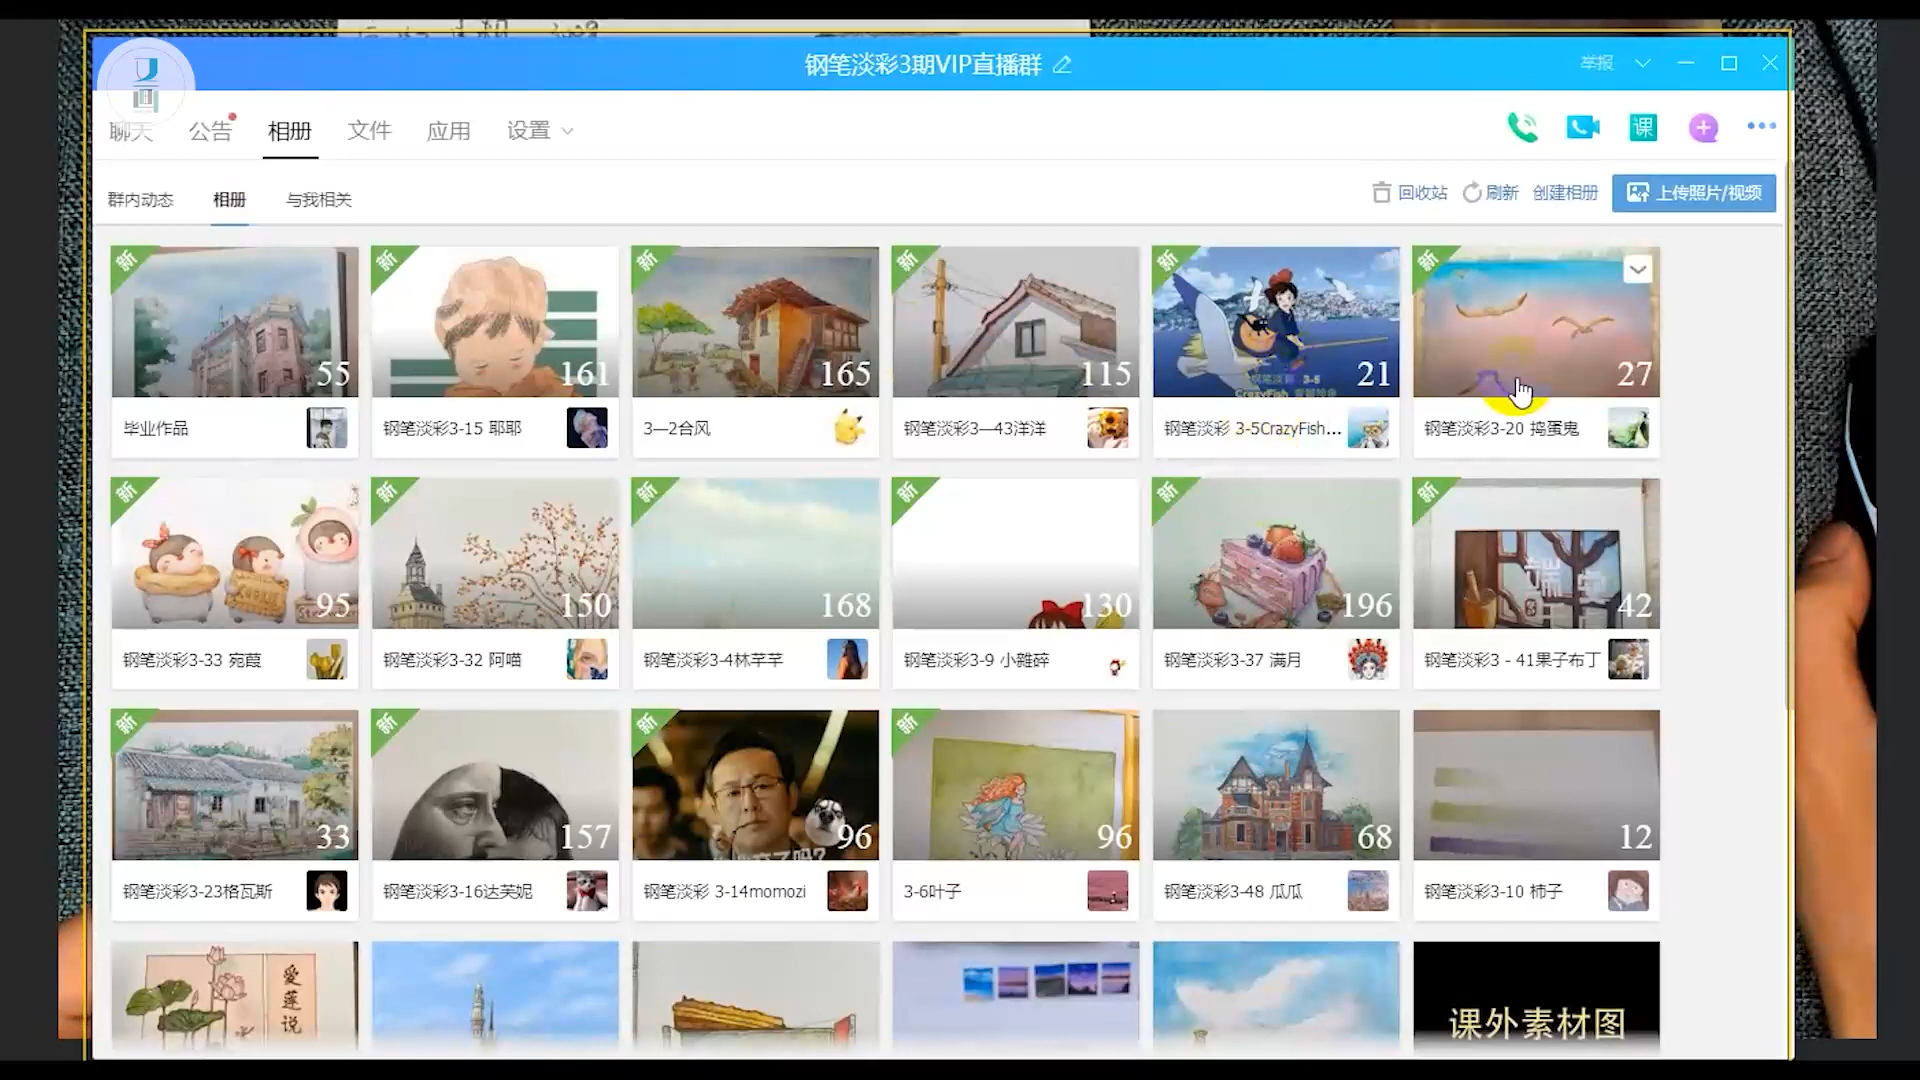 钢笔淡彩3期VIP直播群
举报
聊天 公告 相册 文件 应用 设置
课
群内动态 相册 与我相关
回收站 刷新 创建相册 上传照片/视频
新 新 新 新 新 新
55 161 165 115 21 27
毕业作品
钢笔淡彩3-15 耶耶
3—2台风
钢笔淡彩3—43洋洋
钢笔淡彩 3-5CrazyFish...
钢笔淡彩3-20 捣蛋鬼
新 新 新 新 新 新
95 150 168 130 196 42
钢笔淡彩3-33 宛葭
钢笔淡彩3-32 阿喵
钢笔淡彩3-4林芊芊
钢笔淡彩3-9 小雜碎
钢笔淡彩3-37 满月
钢笔淡彩3 - 41果子布丁
新 新 新 新
33 157 96 96 68 12
钢笔淡彩3-23格瓦斯
钢笔淡彩3-16达芙妮
钢笔淡彩 3-14momozi
3-6叶子
钢笔淡彩3-48 瓜瓜
钢笔淡彩3-10 柿子
爱莲说
课外素材图